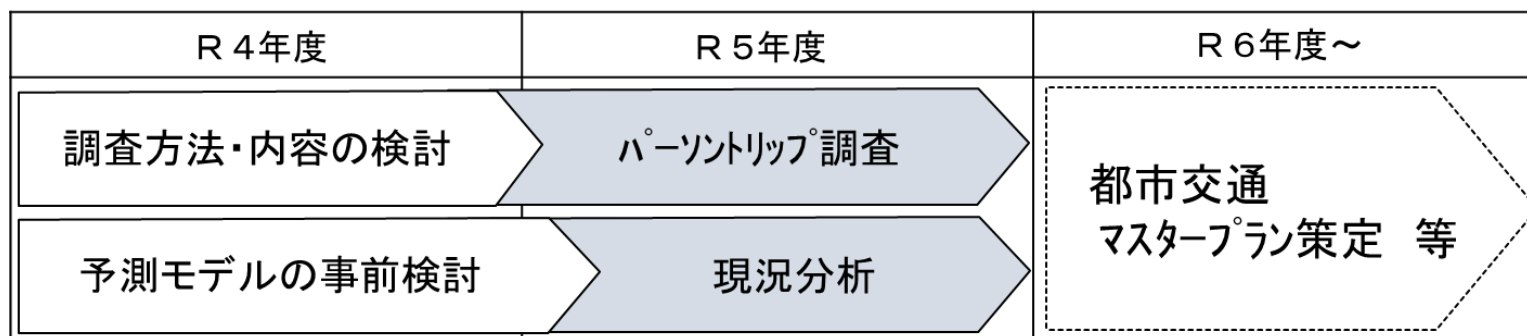 R4年度
R5年度
R6年度～
調査方法・内容の検討
ﾊﾟｰｿﾝﾄﾘｯﾌﾟ調査
都市交通
ﾏｽﾀｰﾌﾟﾗﾝ策定 等
予測モデルの事前検討
現況分析